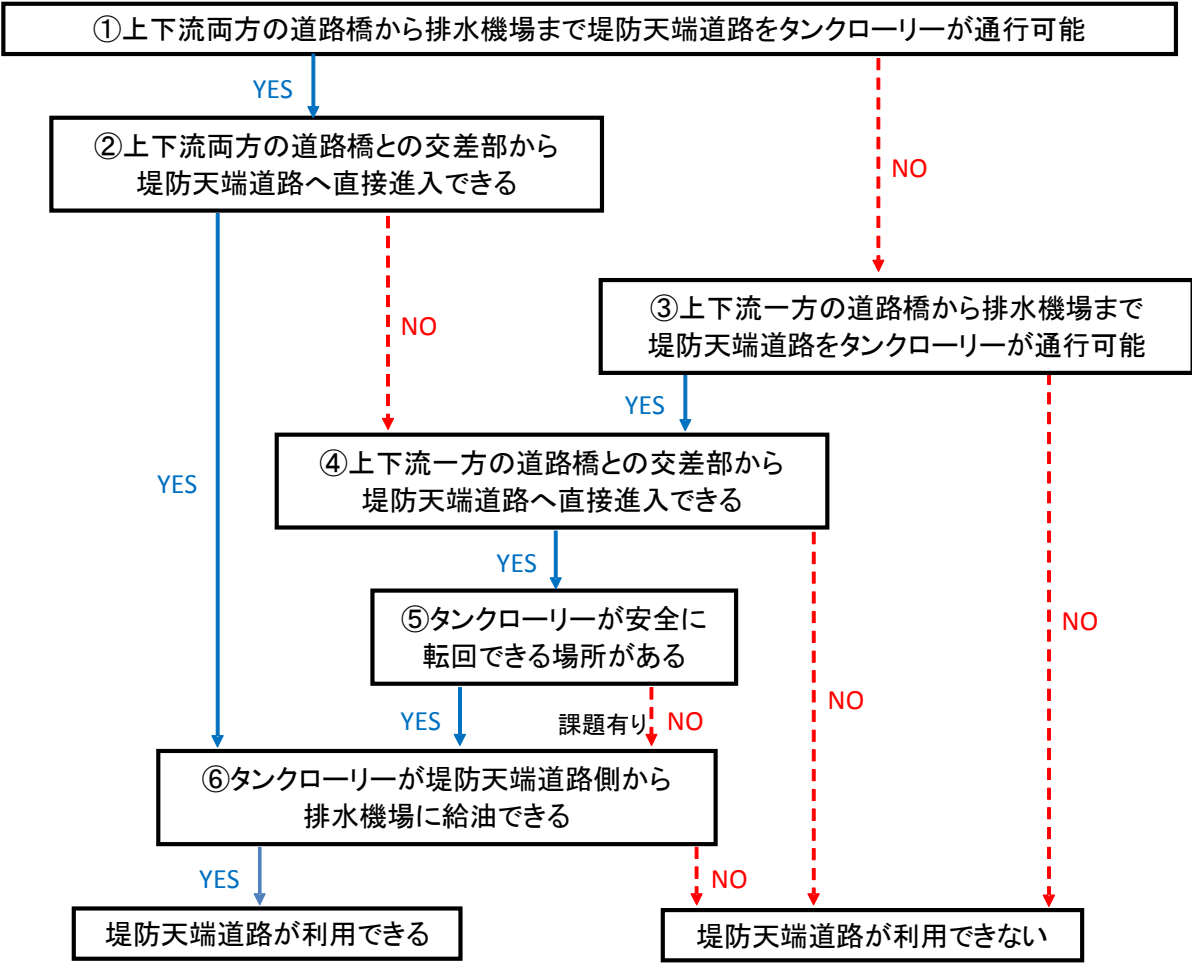 ①上下流両方の道路橋から排水機場まで堤防天端道路をタンクローリーが通行可能
YES
②上下流両方の道路橋との交差部から
堤防天端道路へ直接進入できる
NO
③上下流一方の道路橋から排水機場まで
堤防天端道路をタンクローリーが通行可能
NO
YES
④上下流一方の道路橋との交差部から
堤防天端道路へ直接進入できる
YES
YES
⑤タンクローリーが安全に
転回できる場所がある
NO
NO
YES
課題有り NO
⑥タンクローリーが堤防天端道路側から
排水機場に給油できる
YES
NO
堤防天端道路が利用できる
堤防天端道路が利用できない